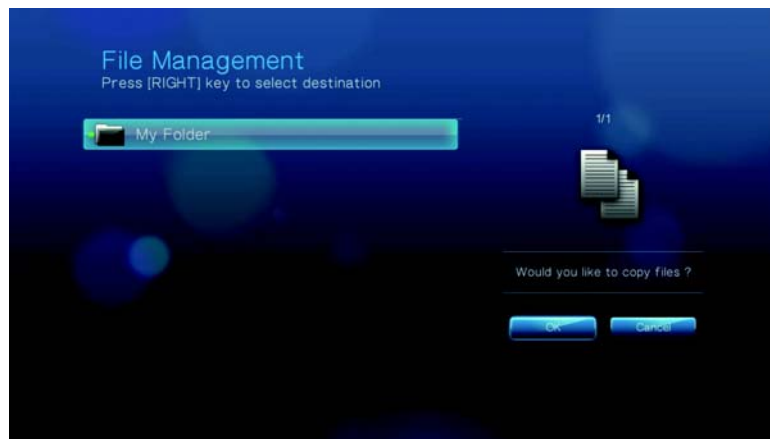 File Management
Press [RIGHT] key to select destination
1/1
My Folder
Would you like to copy files ?
OK
Cancel